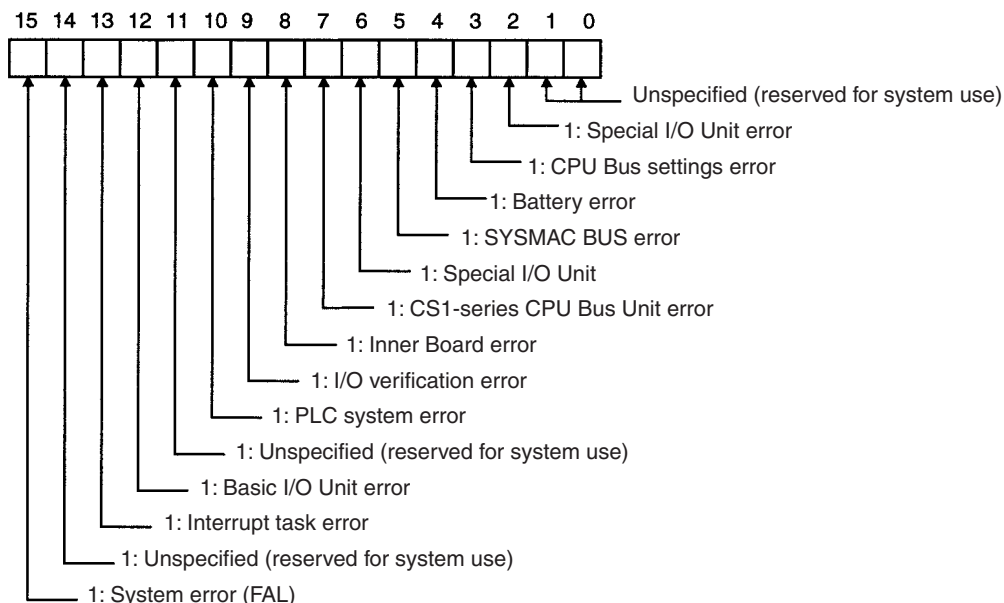 15 14 13 12 11 10 9 8 7 6 5 4 3 2 1 0
Unspecified (reserved for system use)
1: Special I/O Unit error
1: CPU Bus settings error
1: Battery error
1: SYSMAC BUS error
1: Special I/O Unit
1: CS1-series CPU Bus Unit error
1: Inner Board error
1: I/O verification error
1: PLC system error
1: Unspecified (reserved for system use)
1: Basic I/O Unit error
1: Interrupt task error
1: Unspecified (reserved for system use)
1: System error (FAL)